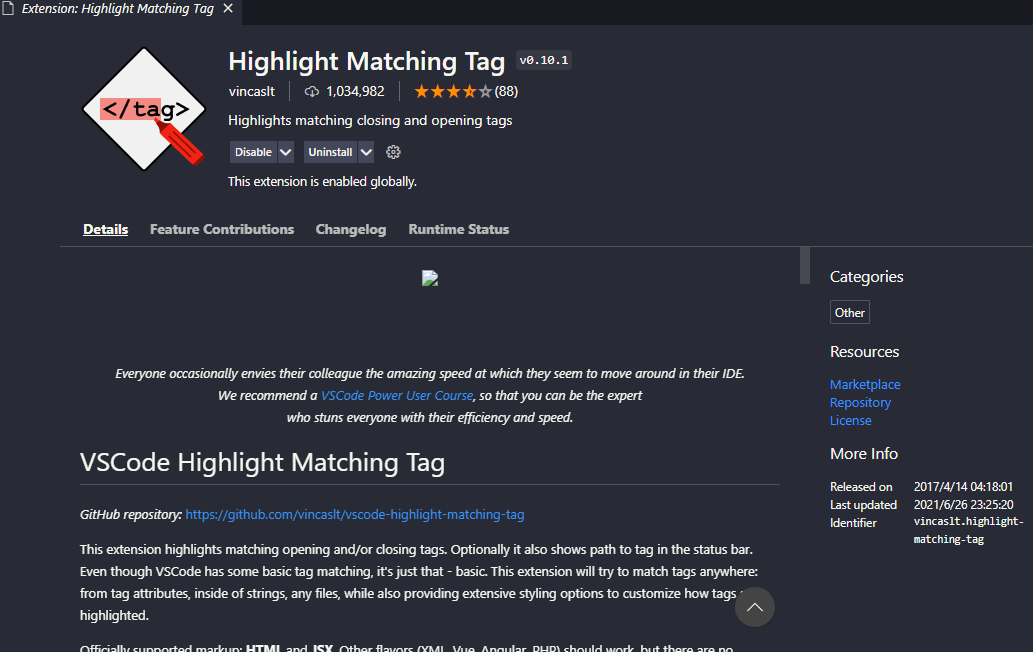 Extension: Highlight Matching Tag
</tag>
Highlight Matching Tag v0.10.1
vincaslt 1,034,982 (88)
Highlights matching closing and opening tags
Disable Uninstall
This extension is enabled globally.
Details Feature Contributions Changelog Runtime Status
Everyone occasionally envies their colleague the amazing speed at which they seem to move around in their IDE.
We recommend a VSCode Power User Course, so that you can be the expert
who stuns everyone with their efficiency and speed.
VSCode Highlight Matching Tag
GitHub repository: https://github.com/vincaslt/vscode-highlight-matching-tag
This extension highlights matching opening and/or closing tags. Optionally it also shows path to tag in the status bar.
Even though VSCode has some basic tag matching, it's just that - basic. This extension will try to match tags anywhere:
from tag attributes, inside of strings, any files, while also providing extensive styling options to customize how tags
highlighted.
Officially supported markup: HTML and JSX. Other flavors (XML, Vue, Angular, PHP) should work, but there are no
Categories
Other
Resources
Marketplace
Repository
License
More Info
Released on 2017/4/14 04:18:01
Last updated 2021/6/26 23:25:20
Identifier vincaslt.highlight-
matching-tag